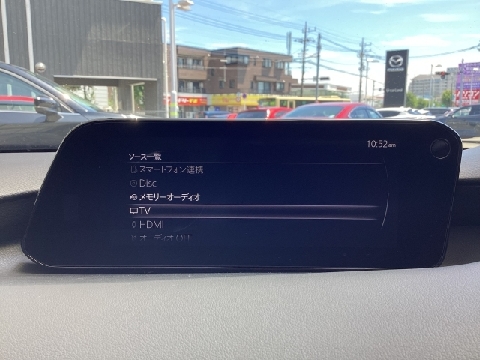 10:52am
ソース一覧
スマートフォン連携
Disc
メモリーオーディオ
TV
HDMI